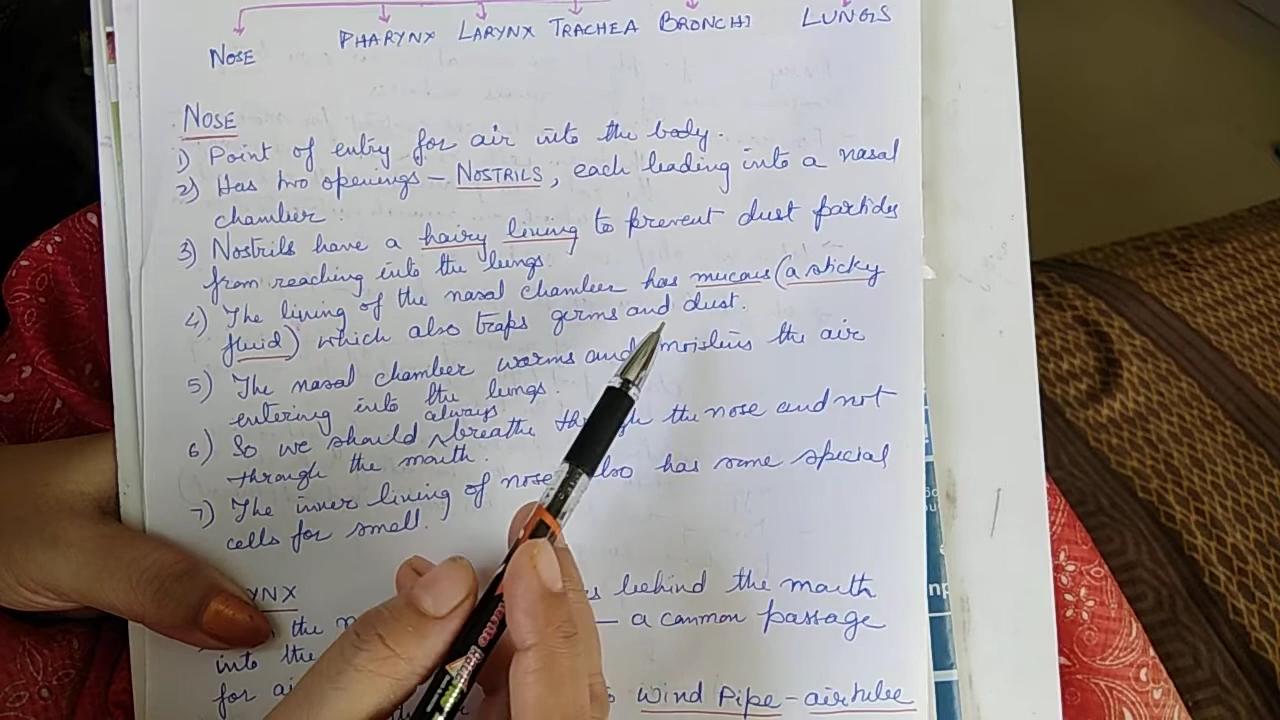 NOSE PHARYNX LARYNX TRACHEA BRONCHI LUNGS
NOSE
1) Point of entry for air into the body.
2) Has two openings - NOSTRILS, each leading into a nasal
chamber.
3) Nostrils have a hairy lining to prevent dust particles
from reaching into the lungs.
4) The lining of the nasal chamber has mucous (a sticky
fluid) which also traps germs and dust.
5) The nasal chamber warms and moistens the air
entering into the lungs.
6) So we should always breathe through the nose and not
through the mouth.
7) The inner lining of nose also has some special
cells for smell.
YNX behind the mouth
into the — a common passage
for Wind Pipe - airtube